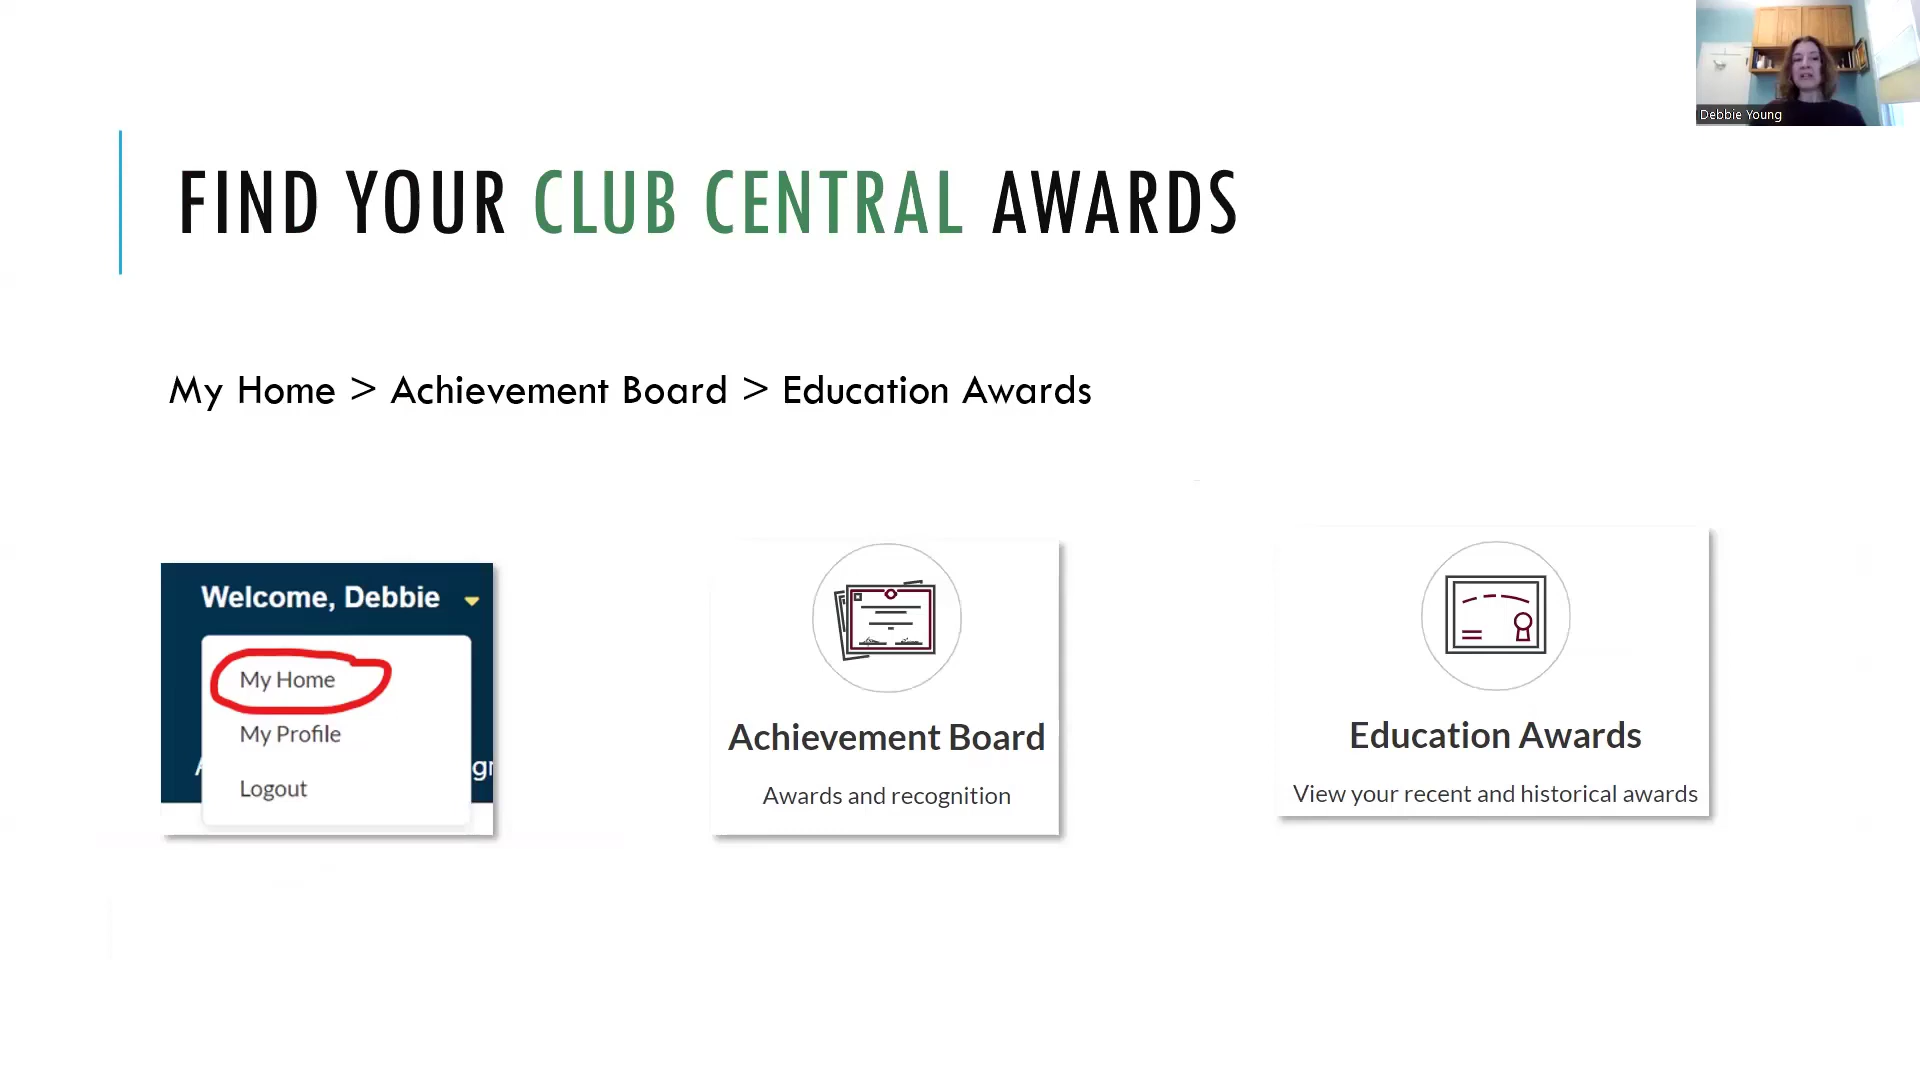 Debbie Young
FIND YOUR CLUB CENTRAL AWARDS
My Home > Achievement Board > Education Awards
Welcome, Debbie
My Home
My Profile
Logout
Achievement Board
Awards and recognition
Education Awards
View your recent and historical awards